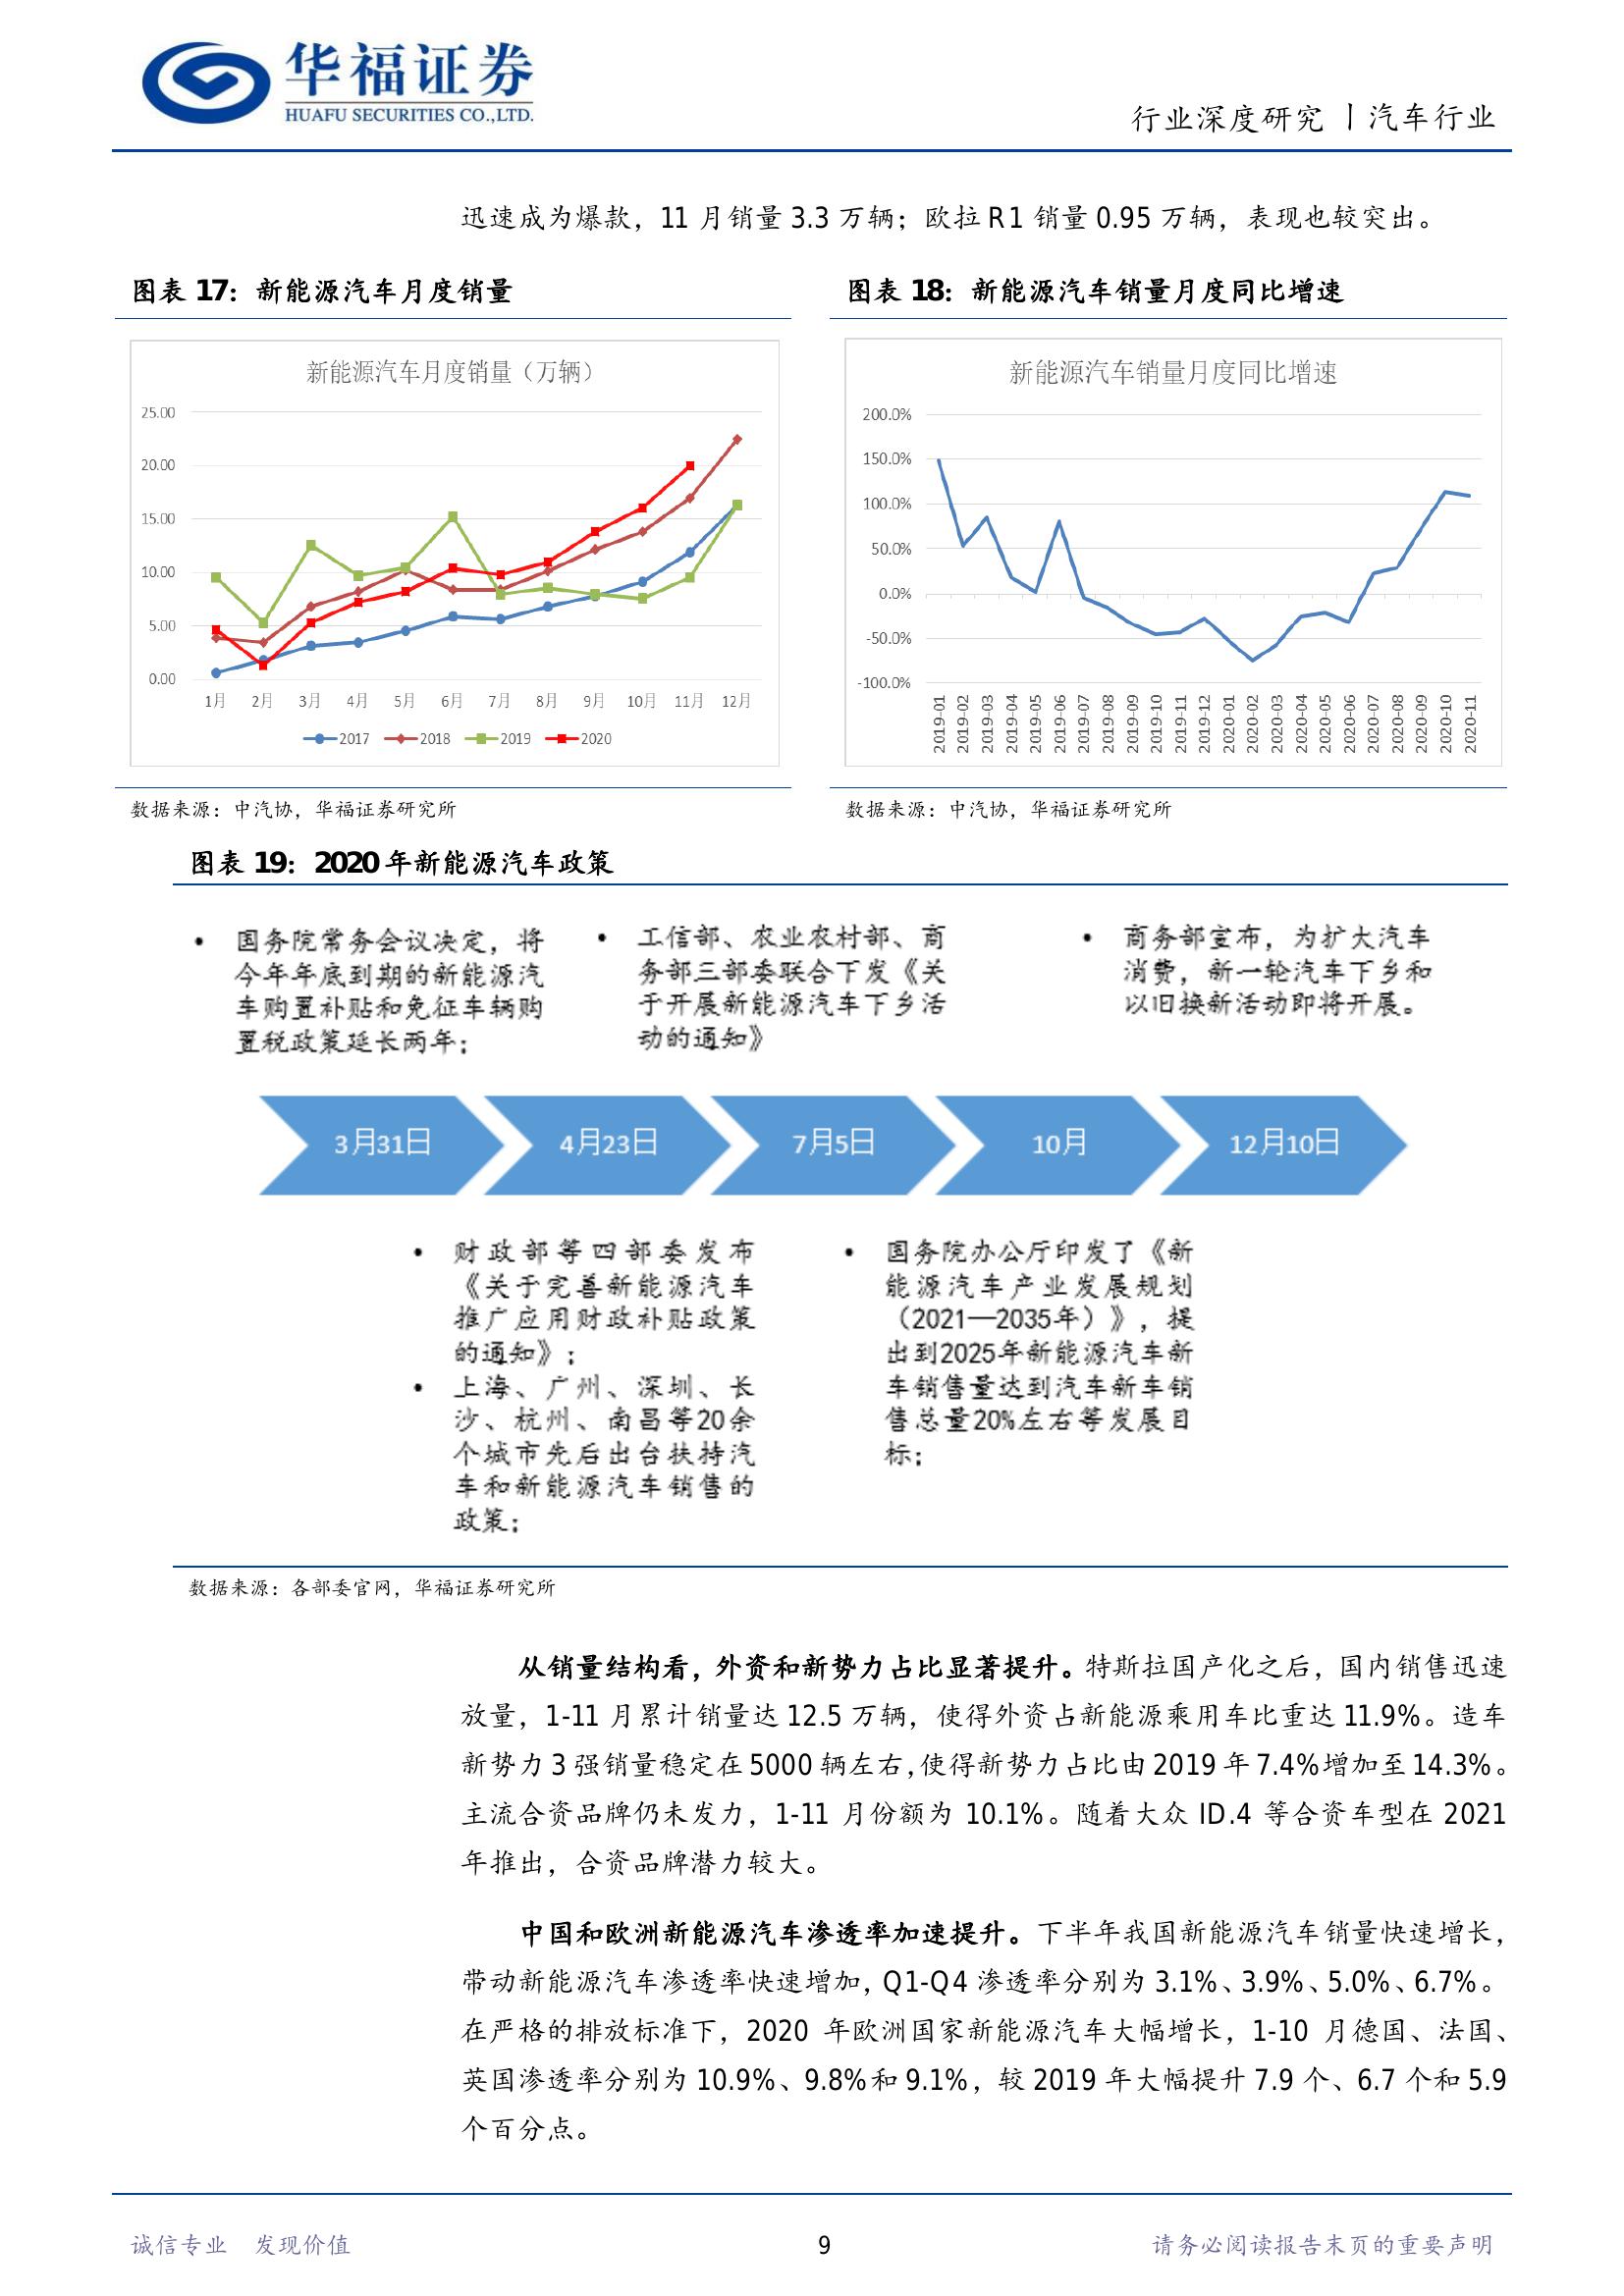 华福证券
HUAFU SECURITIES CO.,LTD.
行业深度研究 丨汽车行业
迅速成为爆款，11 月销量 3.3 万辆；欧拉 R1 销量 0.95 万辆，表现也较突出。
图表 17：新能源汽车月度销量
新能源汽车月度销量（万辆）
25.00
20.00
15.00
10.00
5.00
0.00
1月 2月 3月 4月 5月 6月 7月 8月 9月 10月 11月 12月
2017 2018 2019 2020
数据来源：中汽协，华福证券研究所
图表 18：新能源汽车销量月度同比增速
新能源汽车销量月度同比增速
200.0%
150.0%
100.0%
50.0%
0.0%
-50.0%
-100.0%
2019-01 2019-02 2019-03 2019-04 2019-05 2019-06 2019-07 2019-08 2019-09 2019-10 2019-11 2019-12 2020-01 2020-02 2020-03 2020-04 2020-05 2020-06 2020-07 2020-08 2020-09 2020-10 2020-11
数据来源：中汽协，华福证券研究所
图表 19：2020 年新能源汽车政策
• 国务院常务会议决定，将
今年年底到期的新能源汽
车购置补贴和免征车辆购
置税政策延长两年；
• 工信部、农业农村部、商
务部三部委联合下发《关
于开展新能源汽车下乡活
动的通知》
• 商务部宣布，为扩大汽车
消费，新一轮汽车下乡和
以旧换新活动即将开展。
3月31日 4月23日 7月5日 10月 12月10日
• 财政部等四部委发布
《关于完善新能源汽车
推广应用财政补贴政策
的通知》；
• 上海、广州、深圳、长
沙、杭州、南昌等20余
个城市先后出台扶持汽
车和新能源汽车销售的
政策；
• 国务院办公厅印发了《新
能源汽车产业发展规划
（2021—2035年）》，提
出到2025年新能源汽车新
车销售量达到汽车新车销
售总量20%左右等发展目
标；
数据来源：各部委官网，华福证券研究所
从销量结构看，外资和新势力占比显著提升。特斯拉国产化之后，国内销售迅速
放量，1-11 月累计销量达 12.5 万辆，使得外资占新能源乘用车比重达 11.9%。造车
新势力 3 强销量稳定在 5000 辆左右，使得新势力占比由 2019 年 7.4%增加至 14.3%。
主流合资品牌仍未发力，1-11 月份额为 10.1%。随着大众 ID.4 等合资车型在 2021
年推出，合资品牌潜力较大。
中国和欧洲新能源汽车渗透率加速提升。下半年我国新能源汽车销量快速增长，
带动新能源汽车渗透率快速增加，Q1-Q4 渗透率分别为 3.1%、3.9%、5.0%、6.7%。
在严格的排放标准下，2020 年欧洲国家新能源汽车大幅增长，1-10 月德国、法国、
英国渗透率分别为 10.9%、9.8%和 9.1%，较 2019 年大幅提升 7.9 个、6.7 个和 5.9
个百分点。
诚信专业 发现价值
9
请务必阅读报告末页的重要声明